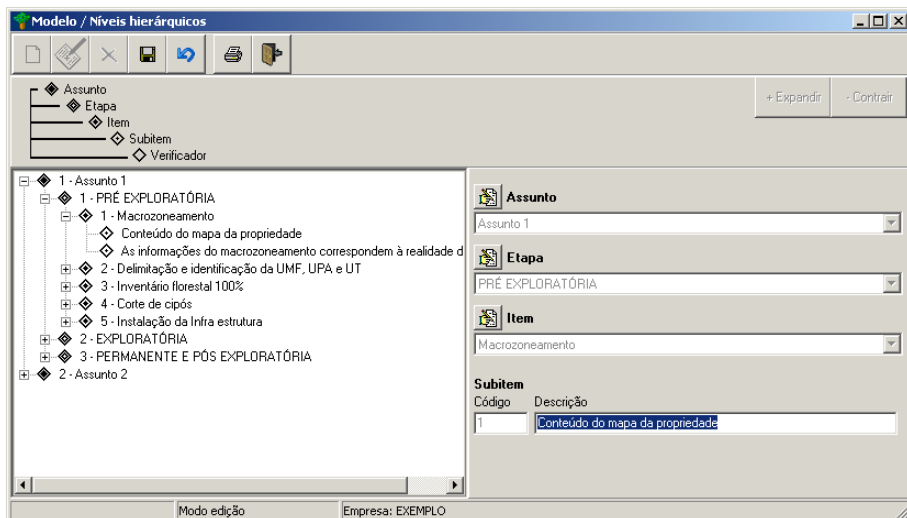 Modelo / Níveis hierárquicos
+ Expandir
- Contrair
Assunto
Etapa
Item
Subitem
Verificador
1 - Assunto 1
1 - PRÉ EXPLORATÓRIA
1 - Macrozoneamento
Conteúdo do mapa da propriedade
As informações do macrozoneamento correspondem à realidade d
2 - Delimitação e identificação da UMF, UPA e UT
3 - Inventário florestal 100%
4 - Corte de cipós
5 - Instalação da Infra estrutura
2 - EXPLORATÓRIA
3 - PERMANENTE E PÓS EXPLORATÓRIA
2 - Assunto 2
Assunto
Assunto 1
Etapa
PRÉ EXPLORATÓRIA
Item
Macrozoneamento
Subitem
Código Descrição
1 Conteúdo do mapa da propriedade
Modo edição Empresa: EXEMPLO